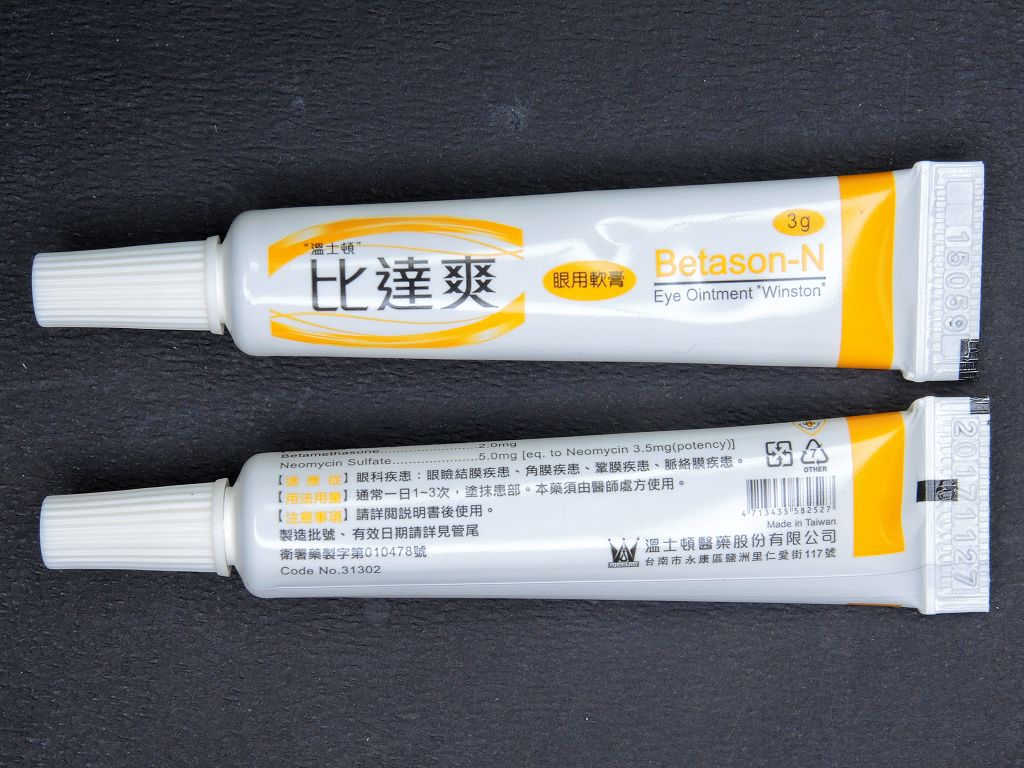 "溫士頓"
比達爽
眼用軟膏
3g
Betason-N
Eye Ointment "Winston"
15069
Betamethasone..................2.0mg
Neomycin Sulfate..................5.0mg [eq. to Neomycin 3.5mg(potency)]
【適應症】眼科疾患：眼瞼結膜疾患、角膜疾患、鞏膜疾患、脈絡膜疾患。
【用法用量】通常一日1~3次，塗抹患部。本藥須由醫師處方使用。
【注意事項】請詳閱說明書後使用。
製造批號、有效日期請詳見管尾
衛署藥製字第010478號
Code No.31302
7
OTHER
4713435582527
Made in Taiwan
Winston
溫士頓醫藥股份有限公司
台南市永康區鹽洲里仁愛街117號
20171127